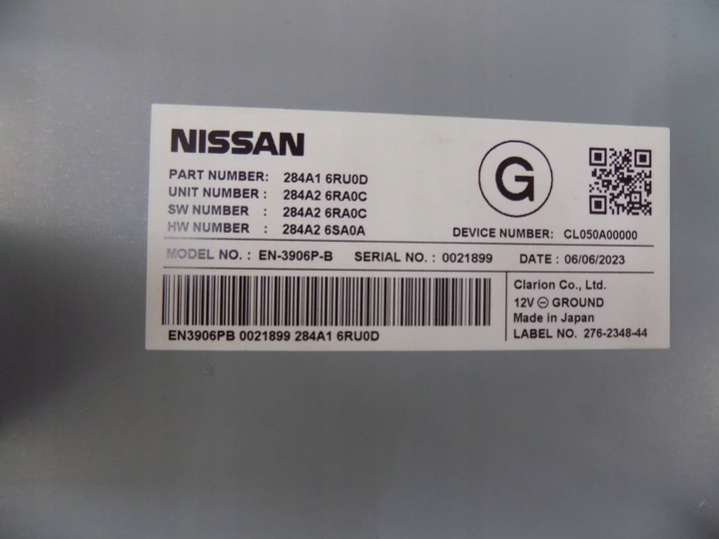 NISSAN
G
PART NUMBER: 284A1 6RU0D
UNIT NUMBER : 284A2 6RA0C
SW NUMBER : 284A2 6RA0C
HW NUMBER : 284A2 6SA0A
DEVICE NUMBER: CL050A00000
MODEL NO. : EN-3906P-B SERIAL NO. : 0021899 DATE : 06/06/2023
EN3906PB 0021899 284A1 6RU0D
Clarion Co., Ltd.
12V ⊖ GROUND
Made in Japan
LABEL NO. 276-2348-44